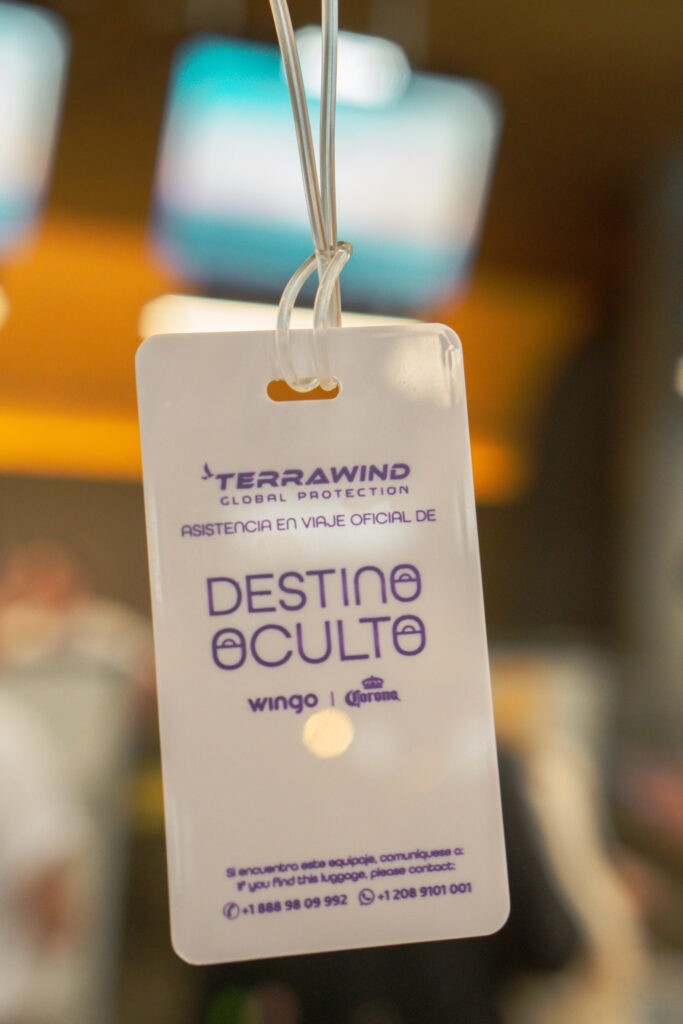 TERRAWIND
GLOBAL PROTECTION
ASISTENCIA EN VIAJE OFICIAL DE
DESTINO
OCULTO
wingo | Corona
Si encuentra este equipaje, comuníquese a:
If you find this luggage, please contact:
+1 888 98 09 992 +1 208 9101 001